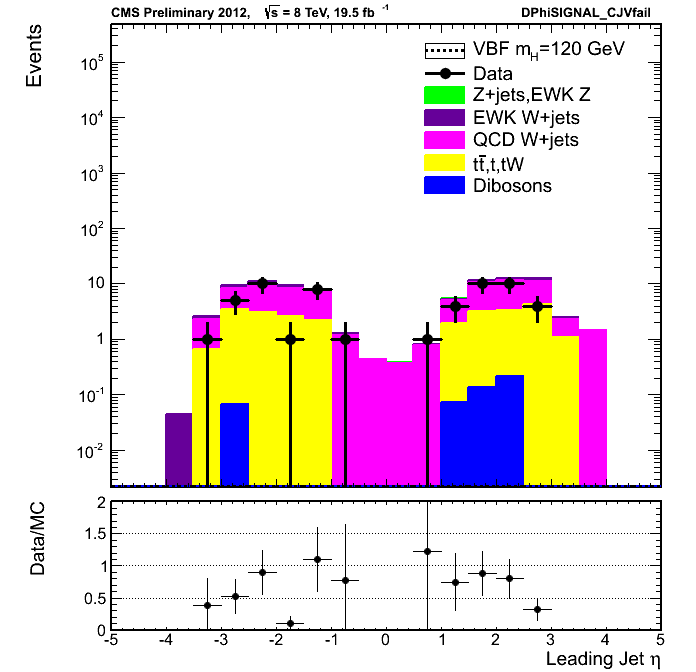 CMS Preliminary 2012, √s = 8 TeV, 19.5 fb⁻¹ DPhiSIGNAL_CJVfail
Events
VBF m_H=120 GeV
Data
Z+jets,EWK Z
EWK W+jets
QCD W+jets
tt̄,t,tW
Dibosons
10⁵
10⁴
10³
10²
10
1
10⁻¹
10⁻²
Data/MC
2
1.5
1
0.5
0
-5 -4 -3 -2 -1 0 1 2 3 4 5
Leading Jet η